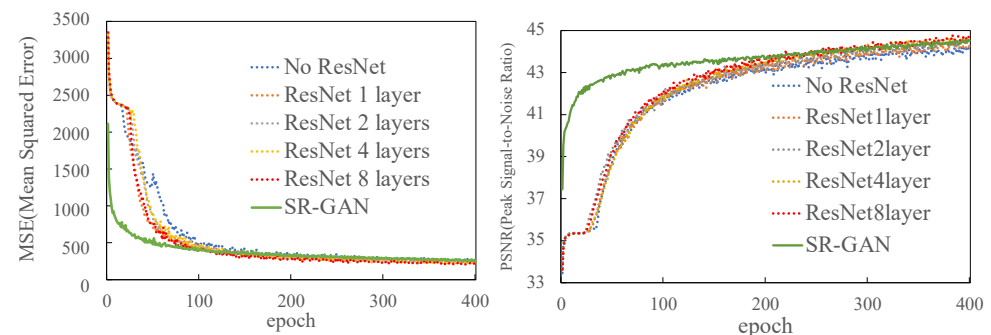 3500
3000
2500
2000
1500
1000
500
0
MSE(Mean Squared Error)
No ResNet
ResNet 1 layer
ResNet 2 layers
ResNet 4 layers
ResNet 8 layers
SR-GAN
0 100 200 300 400
epoch
45
43
41
39
37
35
33
PSNR(Peak Signal-to-Noise Ratio)
No ResNet
ResNet1layer
ResNet2layer
ResNet4layer
ResNet8layer
SR-GAN
0 100 200 300 400
epoch